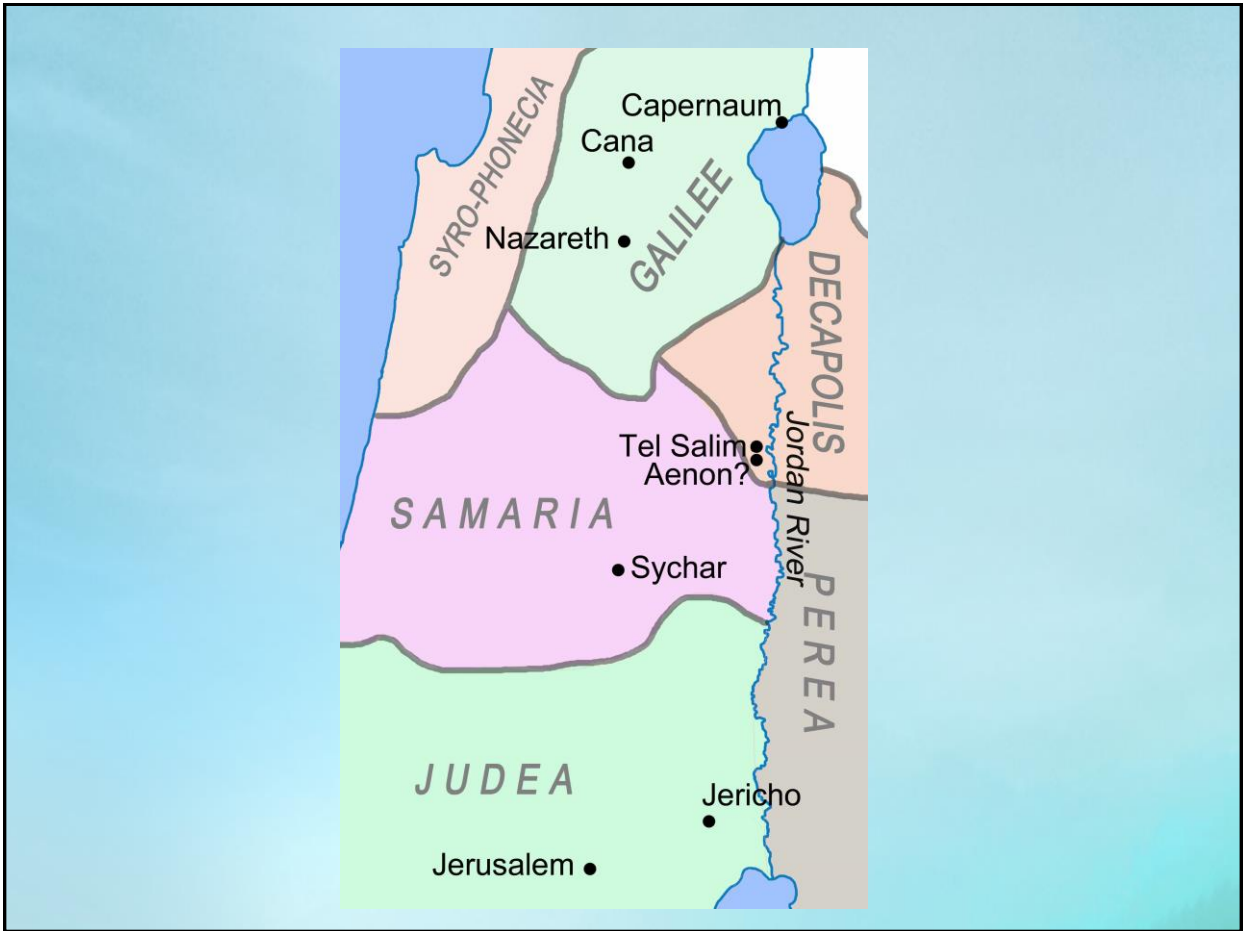 Capernaum
Cana
SYRO-PHONECIA
GALILEE
Nazareth
DECAPOLIS
Tel Salim
Aenon?
Jordan River
SAMARIA
Sychar
PEREA
JUDEA
Jericho
Jerusalem